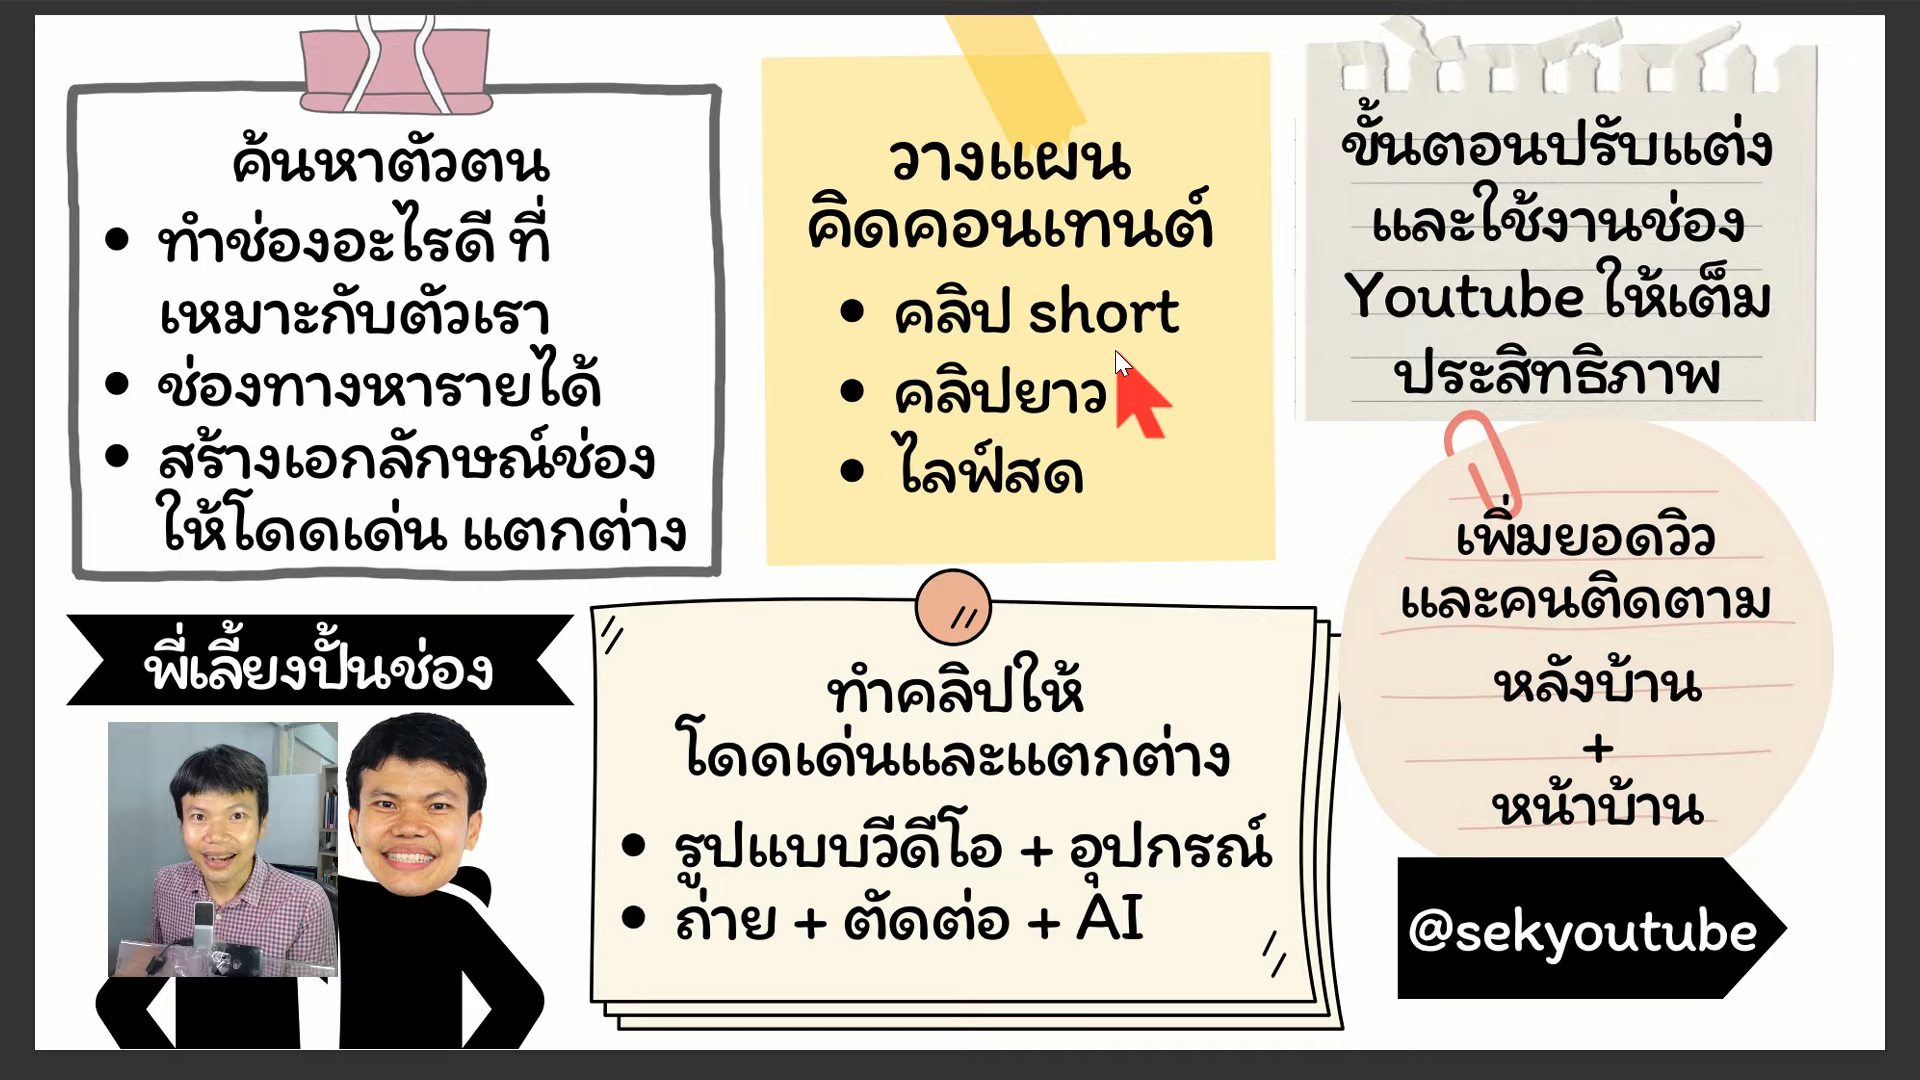 ค้นหาตัวตน
• ทำช่องอะไรดี ที่
เหมาะกับตัวเรา
• ช่องทางหารายได้
• สร้างเอกลักษณ์ช่อง
ให้โดดเด่น แตกต่าง
วางแผน
คิดคอนเทนต์
• คลิป short
• คลิปยาว
• ไลฟ์สด
ขั้นตอนปรับแต่ง
และใช้งานช่อง
Youtube ให้เต็ม
ประสิทธิภาพ
พี่เลี้ยงปั้นช่อง
ทำคลิปให้
โดดเด่นและแตกต่าง
• รูปแบบวีดีโอ + อุปกรณ์
• ถ่าย + ตัดต่อ + AI
เพิ่มยอดวิว
และคนติดตาม
หลังบ้าน
+
หน้าบ้าน
@sekyoutube